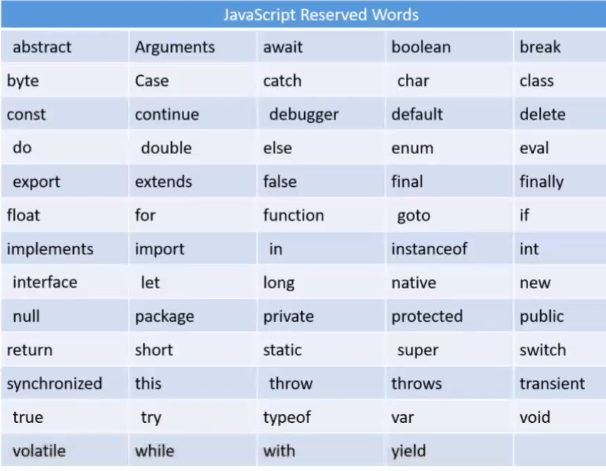 JavaScript Reserved Words
abstract Arguments await boolean break
byte Case catch char class
const continue debugger default delete
do double else enum eval
export extends false final finally
float for function goto if
implements import in instanceof int
interface let long native new
null package private protected public
return short static super switch
synchronized this throw throws transient
true try typeof var void
volatile while with yield